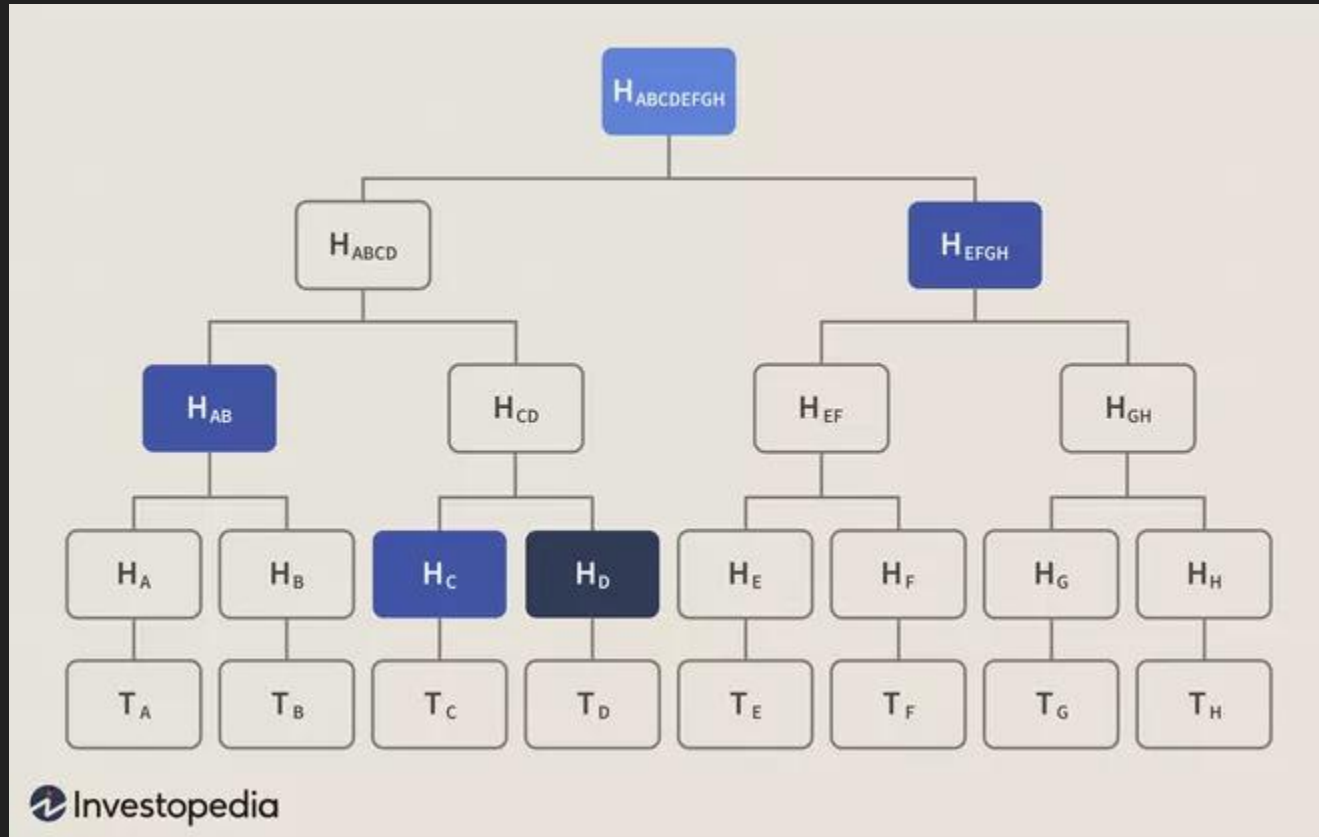 HABCDEFGH
HABCD HEFGH
HAB HCD HEF HGH
HA HB HC HD HE HF HG HH
TA TB TC TD TE TF TG TH
Investopedia